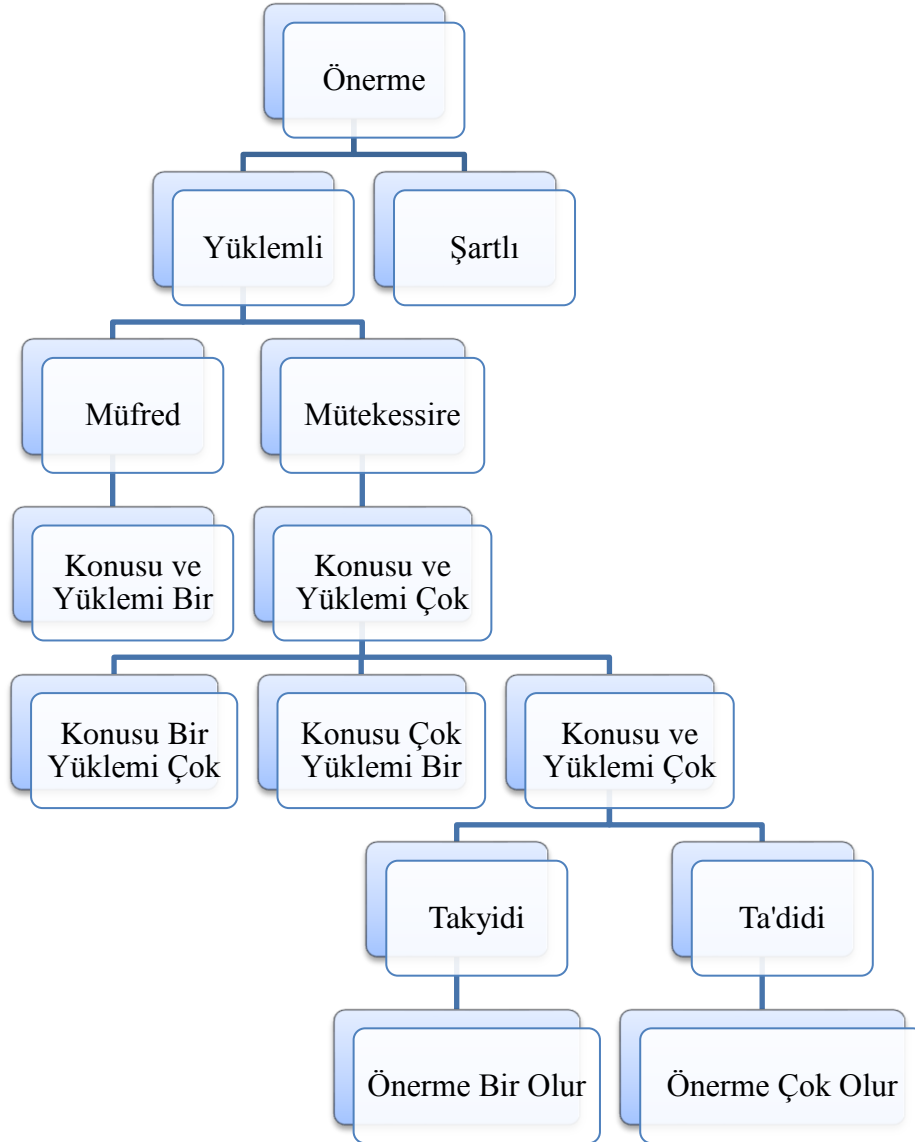 Önerme
Yüklemli
Şartlı
Müfred
Mütekessire
Konusu ve
Yüklemi Bir
Konusu ve
Yüklemi Çok
Konusu Bir
Yüklemi Çok
Konusu Çok
Yüklemi Bir
Konusu ve
Yüklemi Çok
Takyidi
Ta'didi
Önerme Bir Olur
Önerme Çok Olur